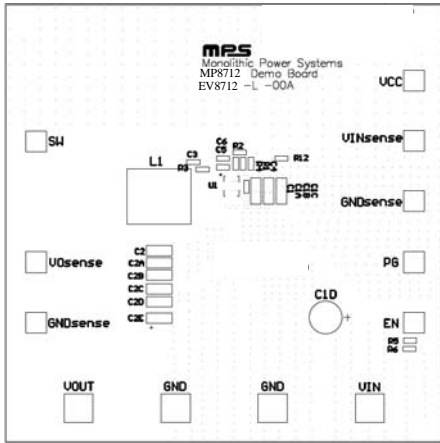 mps
Monolithic Power Systems
MP8712 Demo Board
EV8712 -L -00A
VCC
SW
VINsense
C6
C5
R2
R12
L1
C3
R3
U1
GNDsense
C2
C2A
C2B
C2C
C2D
C2E
VOsense
PG
C1D
GNDsense
EN
R5
R6
VOUT
GND
GND
VIN